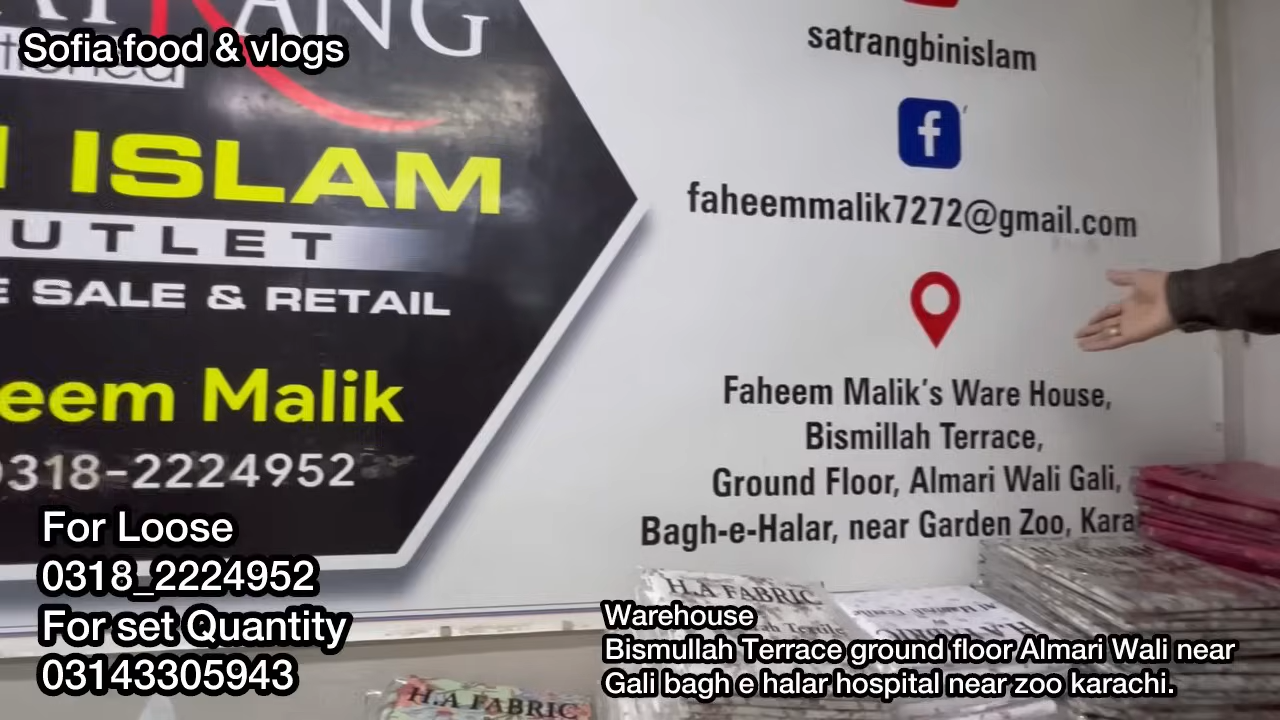 Sofia food & vlogs
ISLAM
UTLET
SALE & RETAIL
eem Malik
0318-2224952
For Loose
0318_2224952
For set Quantity
03143305943
satrangbinislam
f
faheemmalik7272@gmail.com
Faheem Malik's Ware House,
Bismillah Terrace,
Ground Floor, Almari Wali Gali,
Bagh-e-Halar, near Garden Zoo, Kara
H.A FABRIC
Warehouse
Bismullah Terrace ground floor Almari Wali near
Gali bagh e halar hospital near zoo karachi.
H.A FABRIC